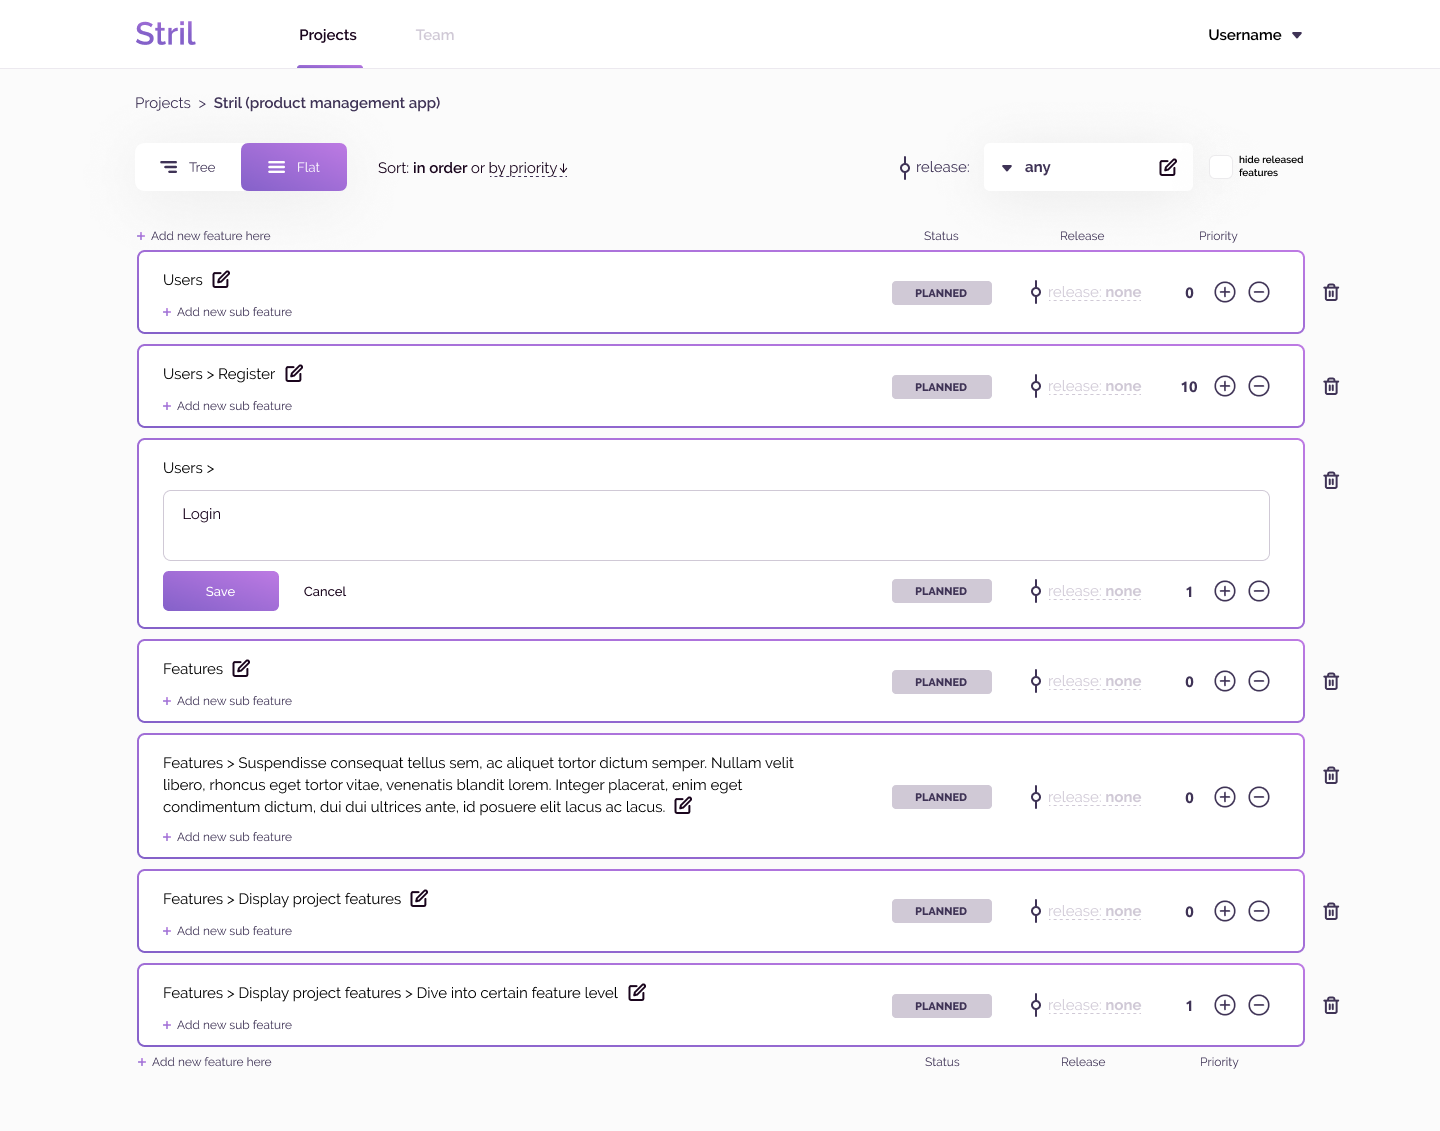 Stril
Projects
Team
Username
Projects > Stril (product management app)
Tree
Flat
Sort: in order or by priority↓
release:
any
hide released
features
+ Add new feature here
Status
Release
Priority
Users
+ Add new sub feature
PLANNED
release: none
0
Users > Register
+ Add new sub feature
PLANNED
release: none
10
Users >
Login
Save
Cancel
PLANNED
release: none
1
Features
+ Add new sub feature
PLANNED
release: none
0
Features > Suspendisse consequat tellus sem, ac aliquet tortor dictum semper. Nullam velit
libero, rhoncus eget tortor vitae, venenatis blandit lorem. Integer placerat, enim eget
condimentum dictum, dui dui ultrices ante, id posuere elit lacus ac lacus.
+ Add new sub feature
PLANNED
release: none
0
Features > Display project features
+ Add new sub feature
PLANNED
release: none
0
Features > Display project features > Dive into certain feature level
+ Add new sub feature
PLANNED
release: none
1
+ Add new feature here
Status
Release
Priority